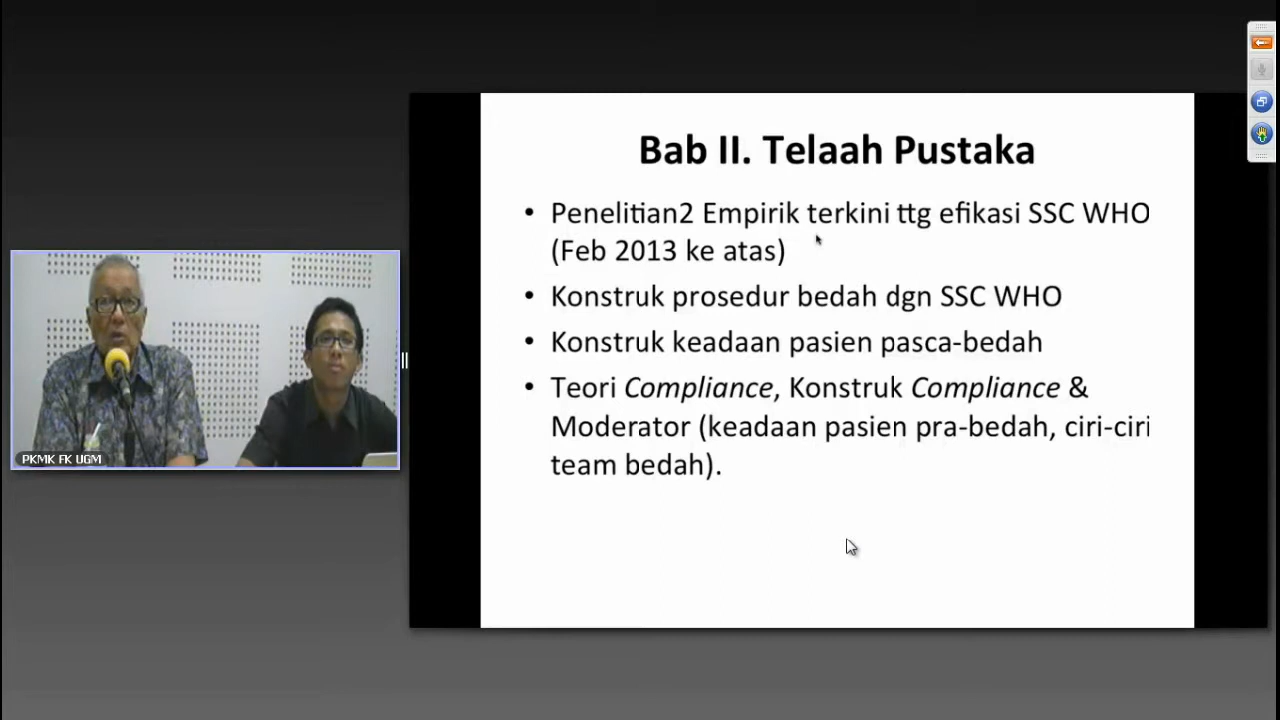 Bab II. Telaah Pustaka
• Penelitian2 Empirik terkini ttg efikasi SSC WHO
(Feb 2013 ke atas)
• Konstruk prosedur bedah dgn SSC WHO
• Konstruk keadaan pasien pasca-bedah
• Teori Compliance, Konstruk Compliance &
Moderator (keadaan pasien pra-bedah, ciri-ciri
team bedah).
PKMK FK UGM